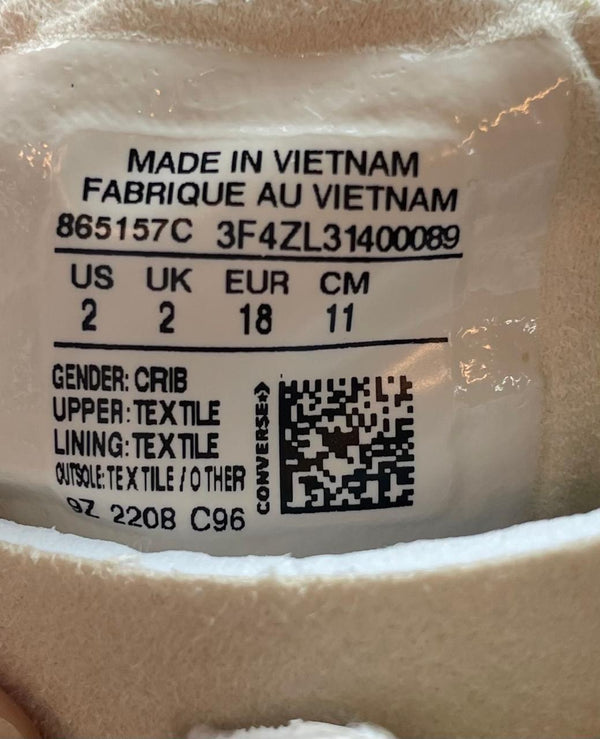 MADE IN VIETNAM
FABRIQUE AU VIETNAM
865157C 3F4ZL31400089
US UK EUR CM
2 2 18 11
GENDER: CRIB
UPPER: TEXTILE
LINING: TEXTILE
OUTSOLE: TEXTILE / OTHER
9Z 2208 C96
CONVERSE